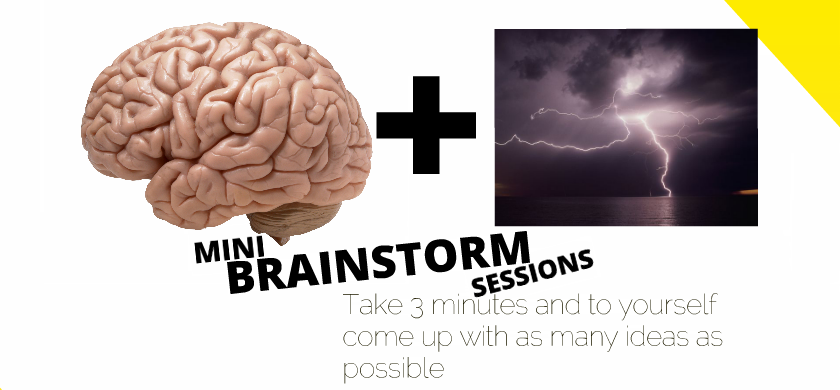 MINI
BRAINSTORM
SESSIONS
Take 3 minutes and to yourself
come up with as many ideas as
possible